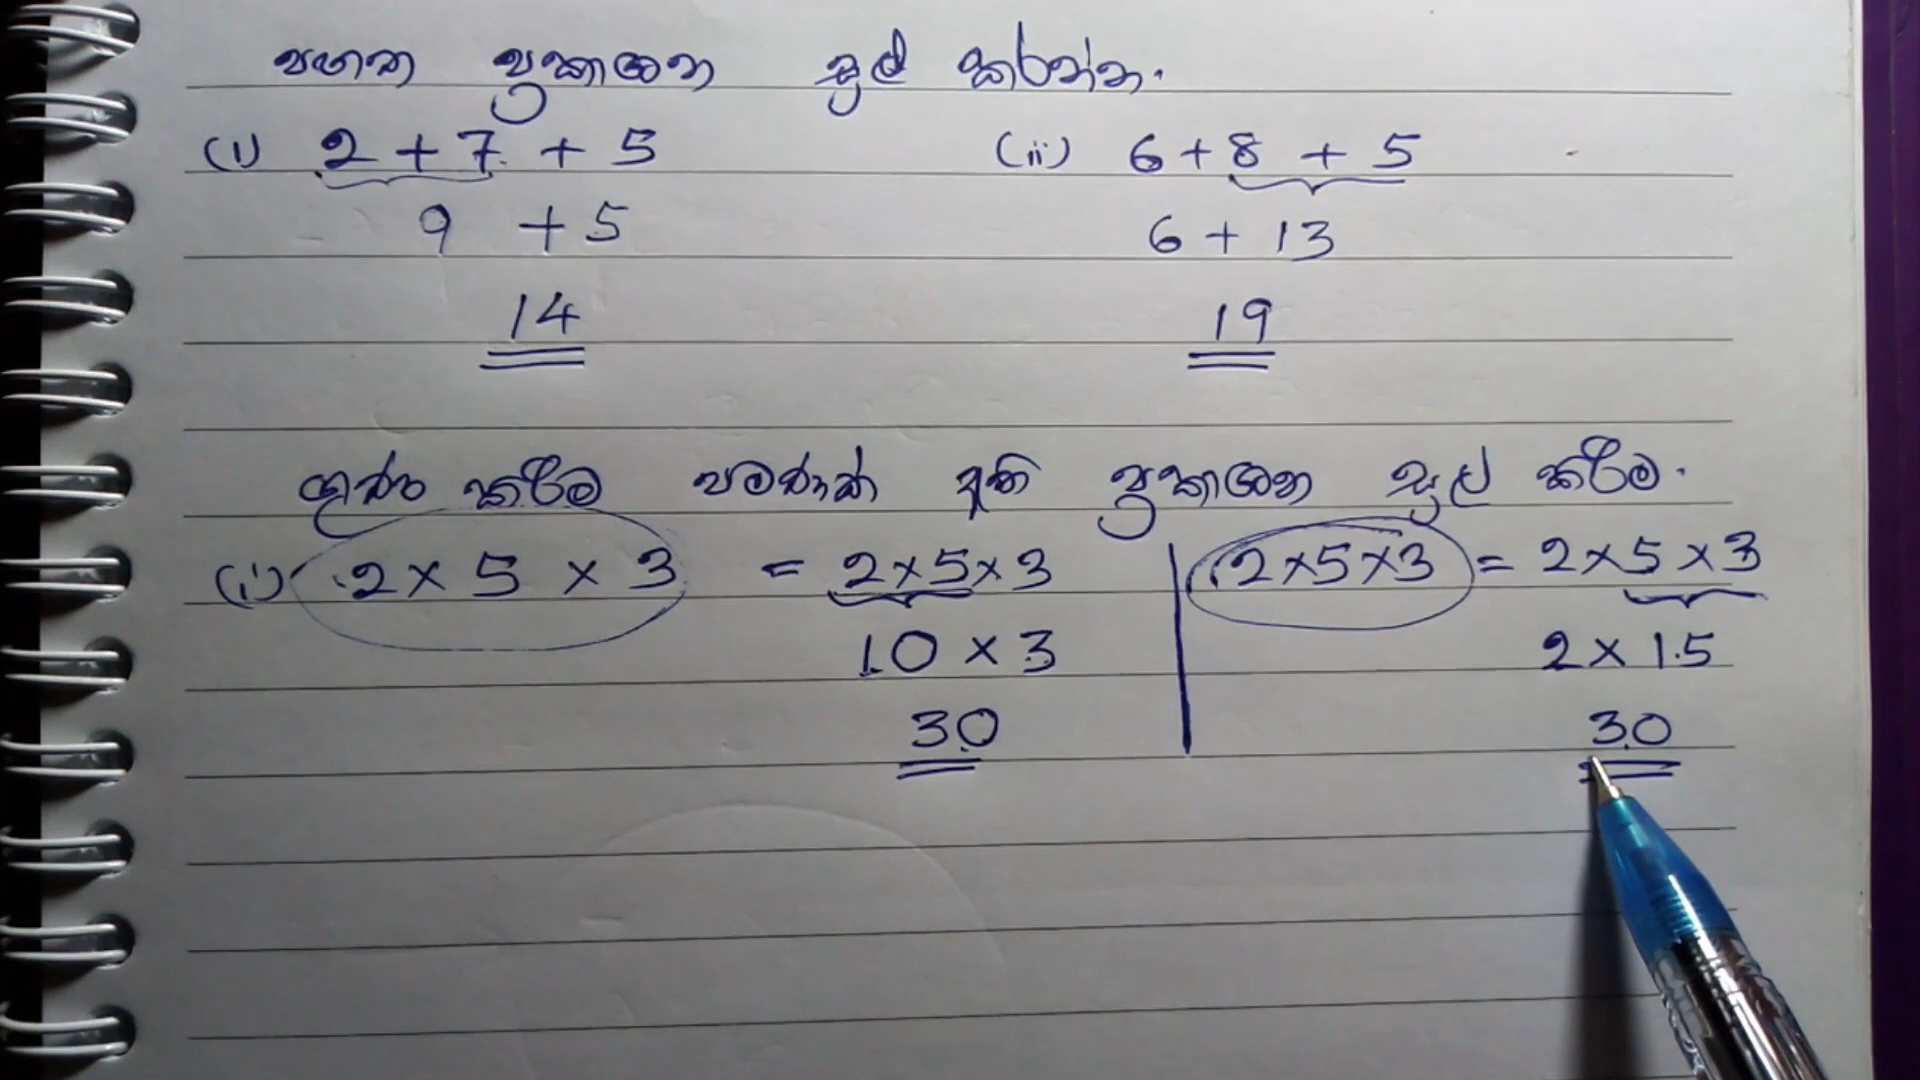 පහත ප්‍රකාශන සුළු කරන්න.
(i) 2 + 7 + 5 (ii) 6 + 8 + 5
9 + 5 6 + 13
14 19
ගුණ කිරීම පමණක් ඇති ප්‍රකාශන සුළු කිරීම.
(i) 2 × 5 × 3 = 2 × 5 × 3 2 × 5 × 3 = 2 × 5 × 3
10 × 3 2 × 15
30 30